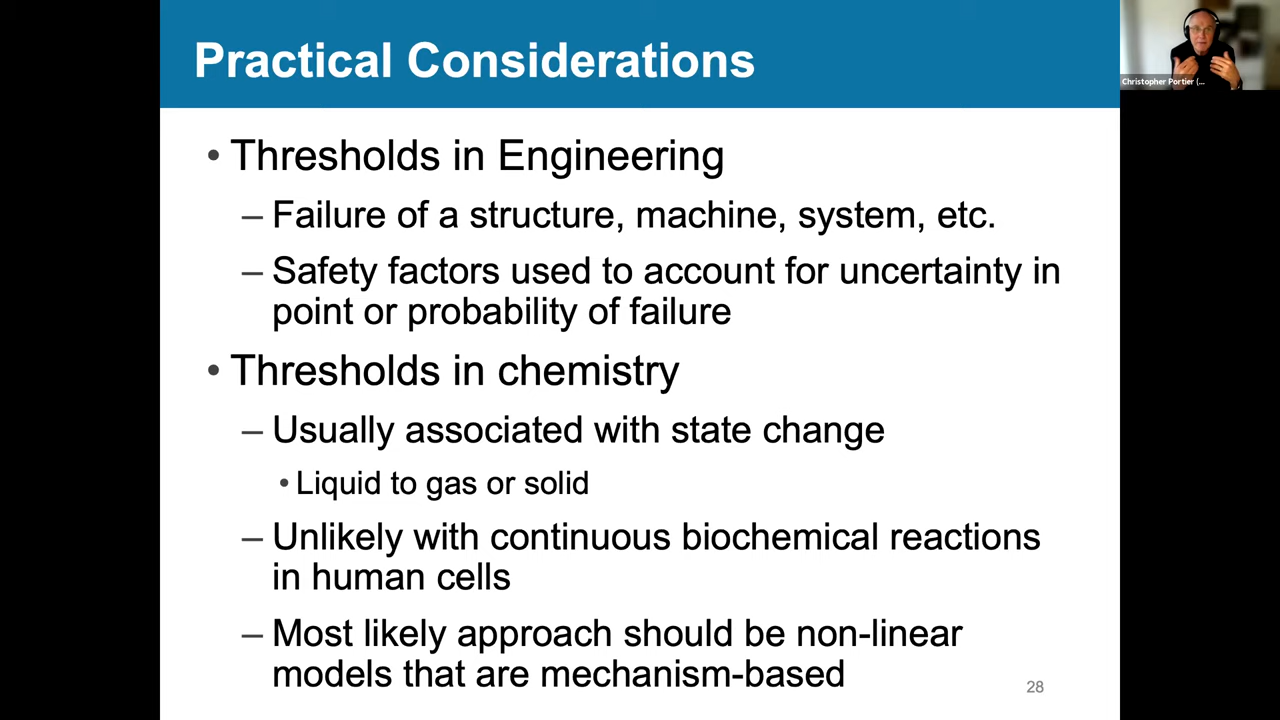 Practical Considerations
Christopher Portier (...
• Thresholds in Engineering
– Failure of a structure, machine, system, etc.
– Safety factors used to account for uncertainty in
point or probability of failure
• Thresholds in chemistry
– Usually associated with state change
• Liquid to gas or solid
– Unlikely with continuous biochemical reactions
in human cells
– Most likely approach should be non-linear
models that are mechanism-based
28